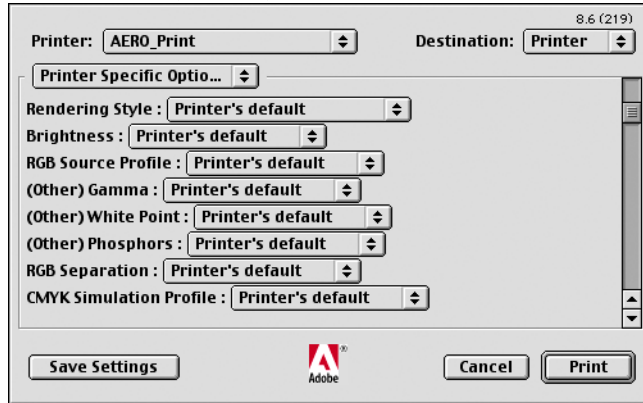 8.6 (219)
Printer: AERO_Print Destination: Printer
Printer Specific Optio...
Rendering Style : Printer's default
Brightness : Printer's default
RGB Source Profile : Printer's default
(Other) Gamma : Printer's default
(Other) White Point : Printer's default
(Other) Phosphors : Printer's default
RGB Separation : Printer's default
CMYK Simulation Profile : Printer's default
Save Settings Adobe® Cancel Print